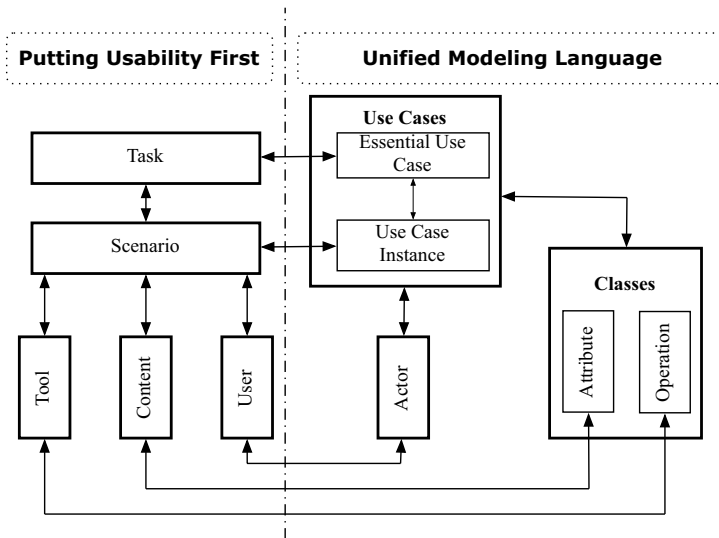 Putting Usability First
Unified Modeling Language
Use Cases
Task
Essential Use
Case
Scenario
Use Case
Instance
Classes
Tool
Content
User
Actor
Attribute
Operation